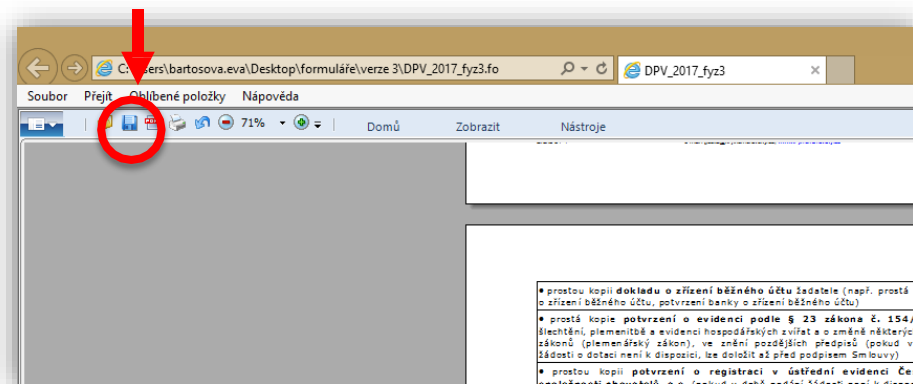 C:\Users\bartosova.eva\Desktop\formuláře\verze 3\DPV_2017_fyz3.fo
DPV_2017_fyz3
Soubor Přejít Oblíbené položky Nápověda
71% Domů Zobrazit Nástroje
• prostou kopii dokladu o zřízení běžného účtu žadatele (např. prostá
o zřízení běžného účtu, potvrzení banky o zřízení běžného účtu)
• prostá kopie potvrzení o evidenci podle § 23 zákona č. 154/
šlechtění, plemenitbě a evidenci hospodářských zvířat a o změně některýc
zákonů (plemenářský zákon), ve znění pozdějších předpisů (pokud v
žádosti o dotaci není k dispozici, lze doložit až před podpisem Smlouvy)
• prostou kopii potvrzení o registraci v ústřední evidenci Če